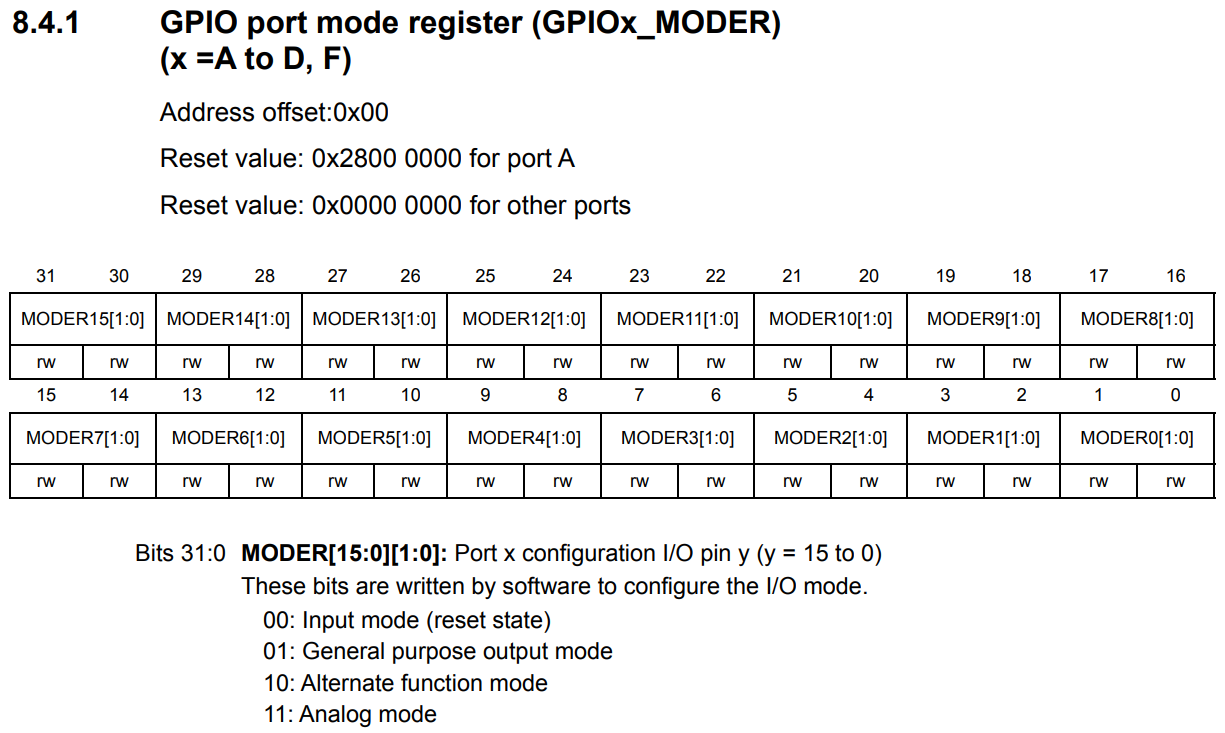 8.4.1 GPIO port mode register (GPIOx_MODER)
(x =A to D, F)
Address offset:0x00
Reset value: 0x2800 0000 for port A
Reset value: 0x0000 0000 for other ports
31 30 29 28 27 26 25 24 23 22 21 20 19 18 17 16
MODER15[1:0] MODER14[1:0] MODER13[1:0] MODER12[1:0] MODER11[1:0] MODER10[1:0] MODER9[1:0] MODER8[1:0]
rw rw rw rw rw rw rw rw rw rw rw rw rw rw rw rw
15 14 13 12 11 10 9 8 7 6 5 4 3 2 1 0
MODER7[1:0] MODER6[1:0] MODER5[1:0] MODER4[1:0] MODER3[1:0] MODER2[1:0] MODER1[1:0] MODER0[1:0]
rw rw rw rw rw rw rw rw rw rw rw rw rw rw rw rw
Bits 31:0 MODER[15:0][1:0]: Port x configuration I/O pin y (y = 15 to 0)
These bits are written by software to configure the I/O mode.
00: Input mode (reset state)
01: General purpose output mode
10: Alternate function mode
11: Analog mode